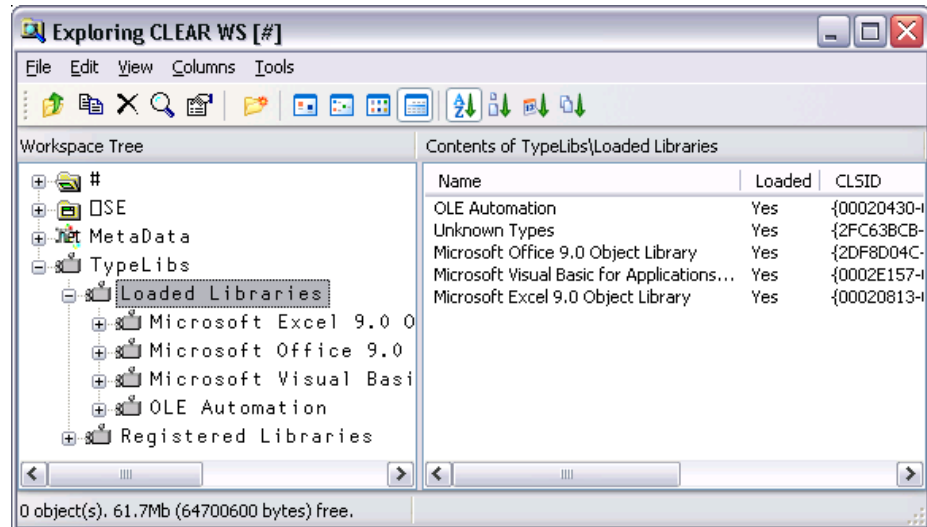 Exploring CLEAR WS [#]
File Edit View Columns Tools
Workspace Tree
Contents of TypeLibs\Loaded Libraries
#
⎕SE
.Net MetaData
TypeLibs
Loaded Libraries
Microsoft Excel 9.0 O
Microsoft Office 9.0
Microsoft Visual Basi
OLE Automation
Registered Libraries
Name Loaded CLSID
OLE Automation Yes {00020430-
Unknown Types Yes {2FC63BCB-
Microsoft Office 9.0 Object Library Yes {2DF8D04C-
Microsoft Visual Basic for Applications... Yes {0002E157-
Microsoft Excel 9.0 Object Library Yes {00020813-
0 object(s). 61.7Mb (64700600 bytes) free.